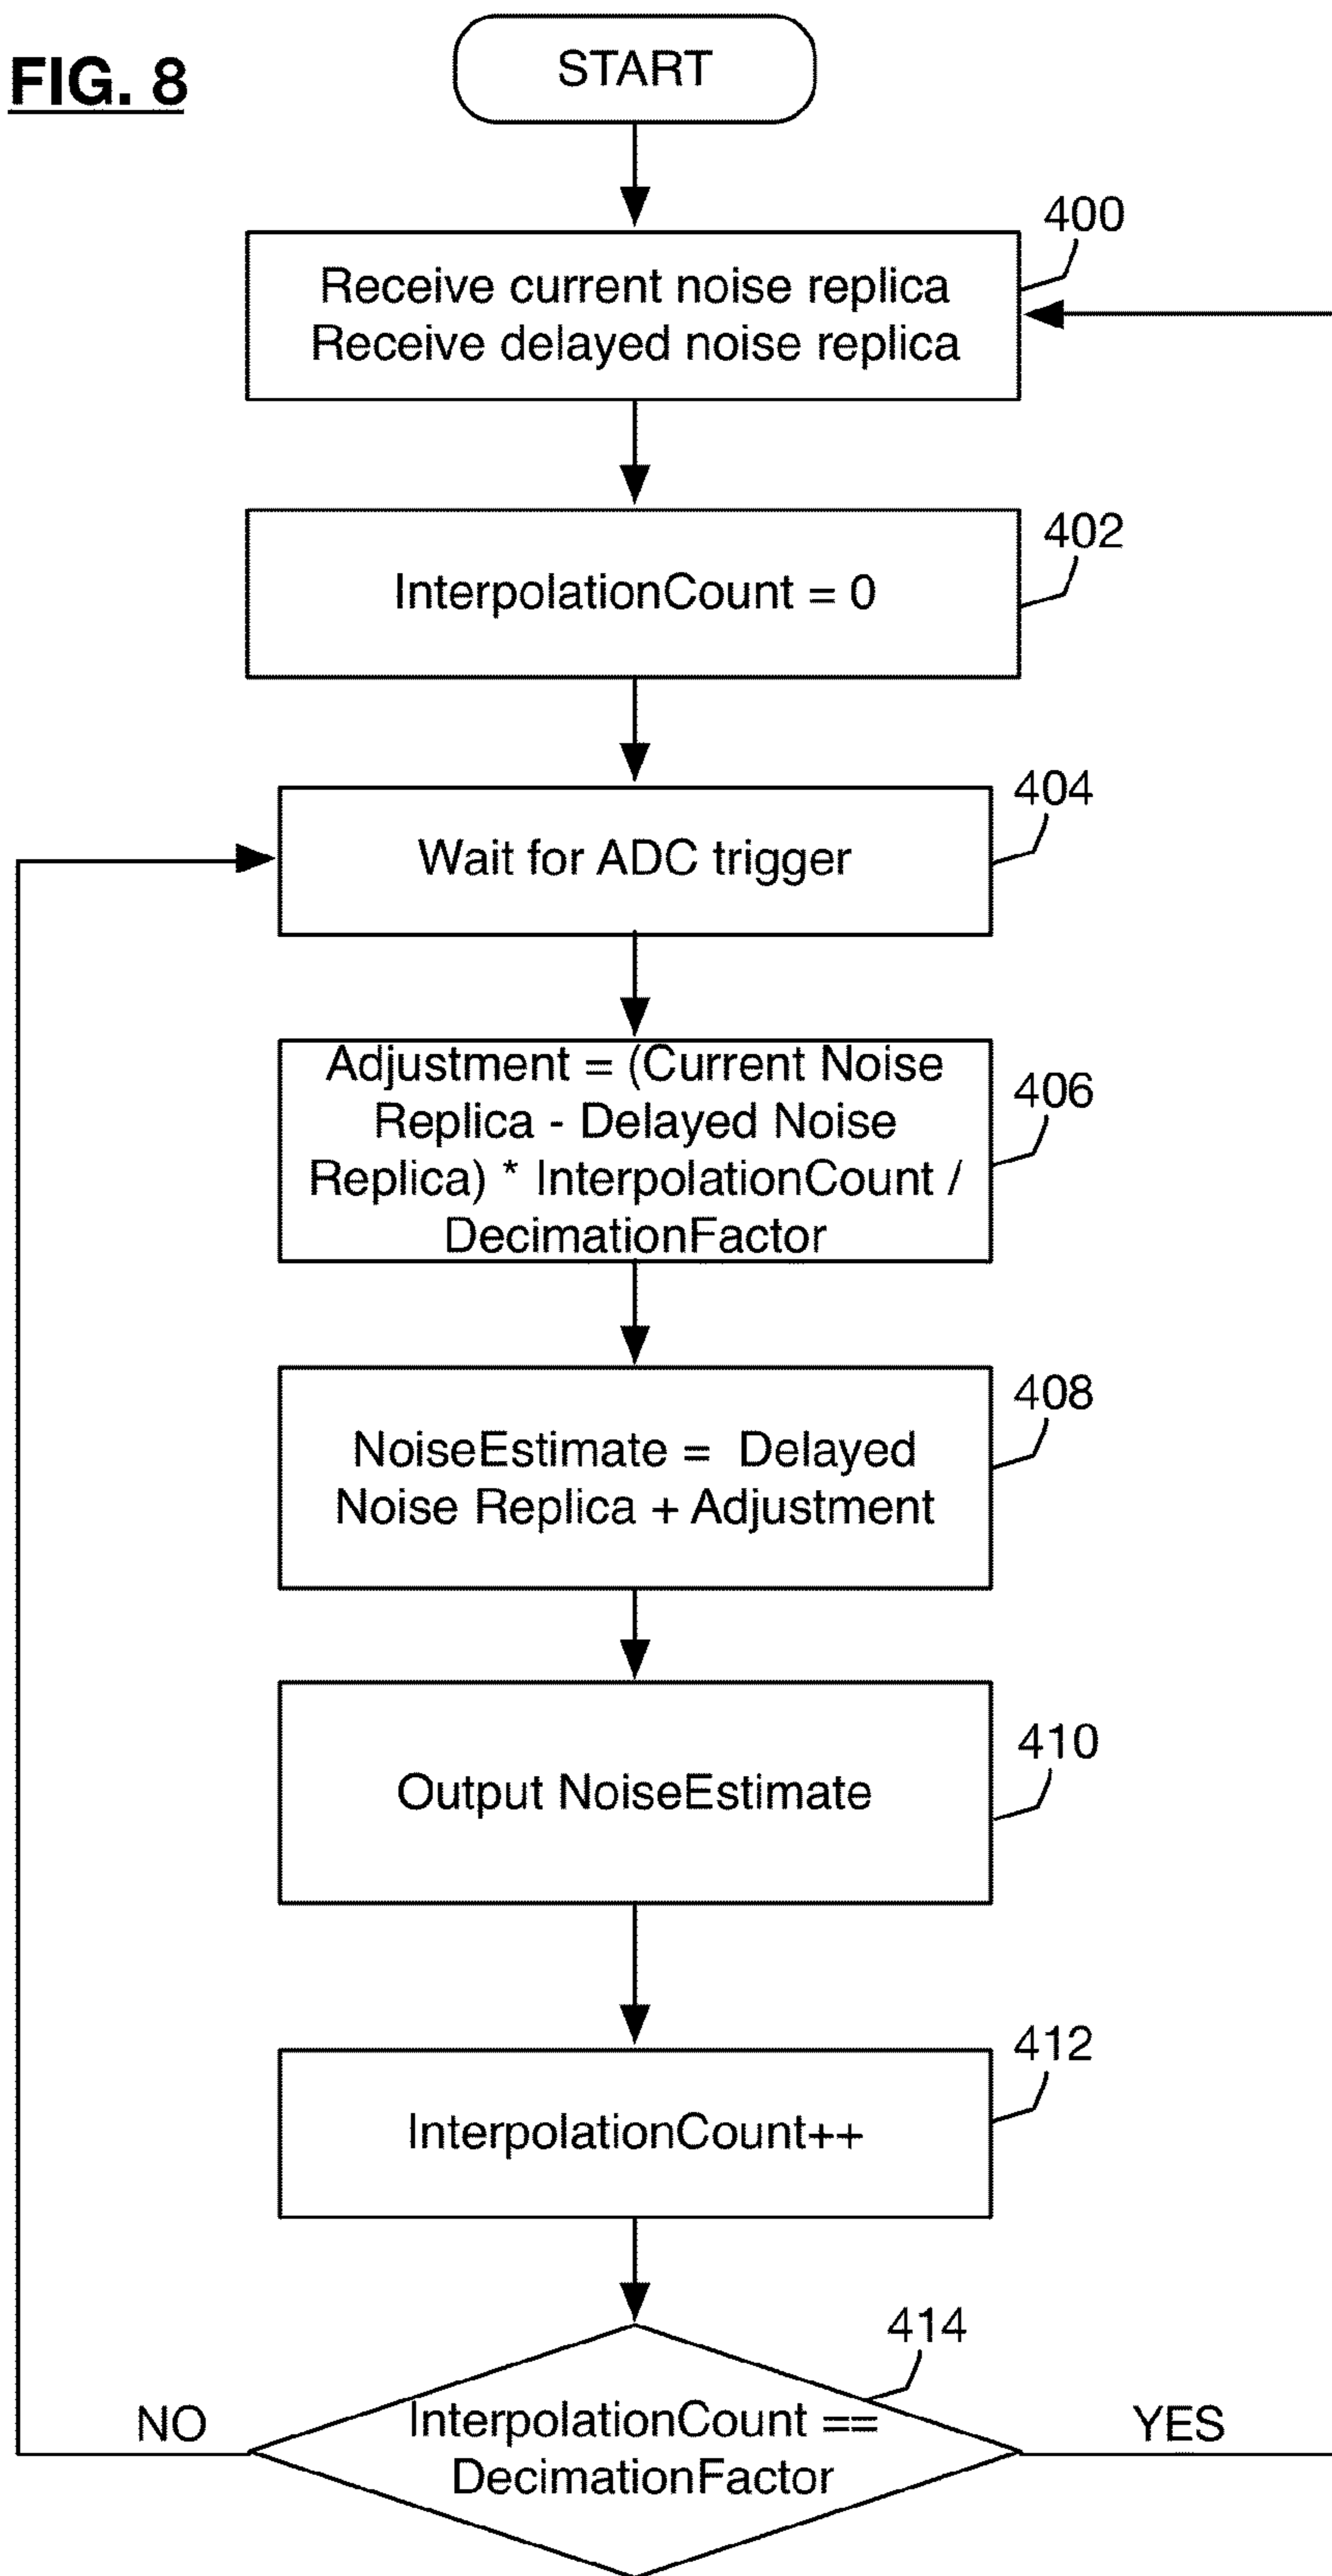 FIG. 8
START
400
Receive current noise replica
Receive delayed noise replica
402
InterpolationCount = 0
404
Wait for ADC trigger
406
Adjustment = (Current Noise
Replica - Delayed Noise
Replica) * InterpolationCount /
DecimationFactor
408
NoiseEstimate = Delayed
Noise Replica + Adjustment
410
Output NoiseEstimate
412
InterpolationCount++
414
NO
InterpolationCount ==
DecimationFactor
YES